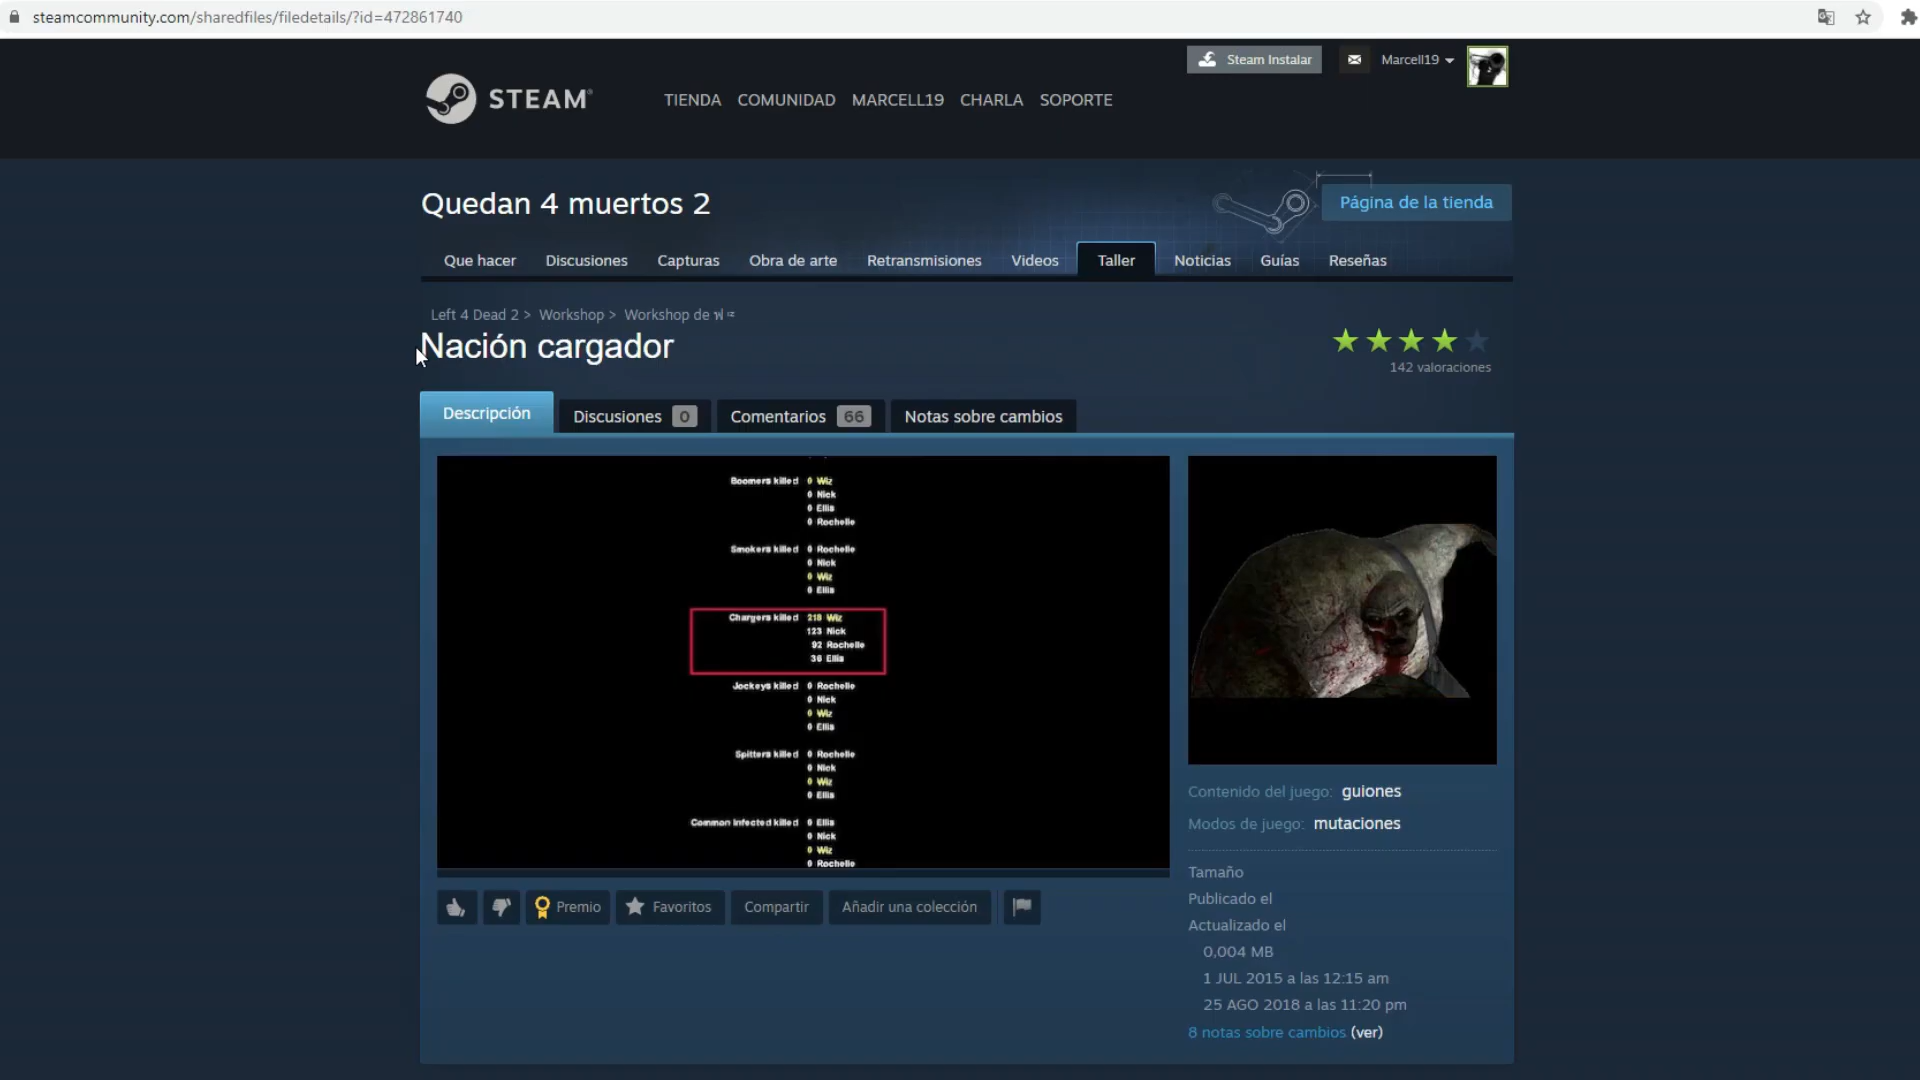 steamcommunity.com/sharedfiles/filedetails/?id=472861740
Steam Instalar
Marcell19
STEAM®
TIENDA COMUNIDAD MARCELL19 CHARLA SOPORTE
Quedan 4 muertos 2
Página de la tienda
Que hacer Discusiones Capturas Obra de arte Retransmisiones Videos Taller Noticias Guías Reseñas
Left 4 Dead 2 > Workshop > Workshop de
Nación cargador
142 valoraciones
Descripción Discusiones 0 Comentarios 66 Notas sobre cambios
Boomers killed 0 Wiz
0 Nick
0 Ellis
0 Rochelle
Smokers killed 0 Rochelle
0 Nick
0 Wiz
0 Ellis
Chargers killed 218 Wiz
123 Nick
92 Rochelle
36 Ellis
Jockeys killed 0 Rochelle
0 Nick
0 Wiz
0 Ellis
Spitters killed 0 Rochelle
0 Nick
0 Wiz
0 Ellis
Common Infected killed 0 Ellis
0 Nick
0 Wiz
0 Rochelle
Premio Favoritos Compartir Añadir una colección
Contenido del juego: guiones
Modos de juego: mutaciones
Tamaño
Publicado el
Actualizado el
0,004 MB
1 JUL 2015 a las 12:15 am
25 AGO 2018 a las 11:20 pm
8 notas sobre cambios (ver)